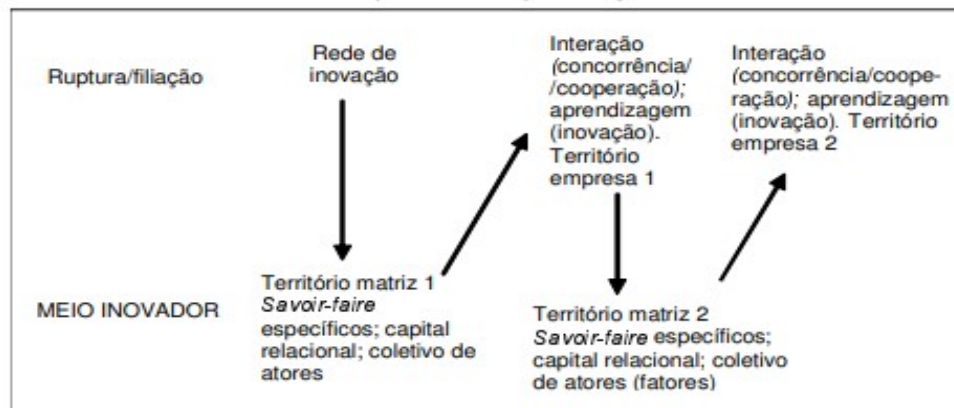 Ruptura/filiação
Rede de
inovação
Interação
(concorrência/
/cooperação);
aprendizagem
(inovação).
Território
empresa 1
Interação
(concorrência/coope-
ração); aprendizagem
(inovação). Território
empresa 2
MEIO INOVADOR
Território matriz 1
Savoir-faire
específicos; capital
relacional; coletivo de
atores
Território matriz 2
Savoir-faire específicos;
capital relacional; coletivo
de atores (fatores)